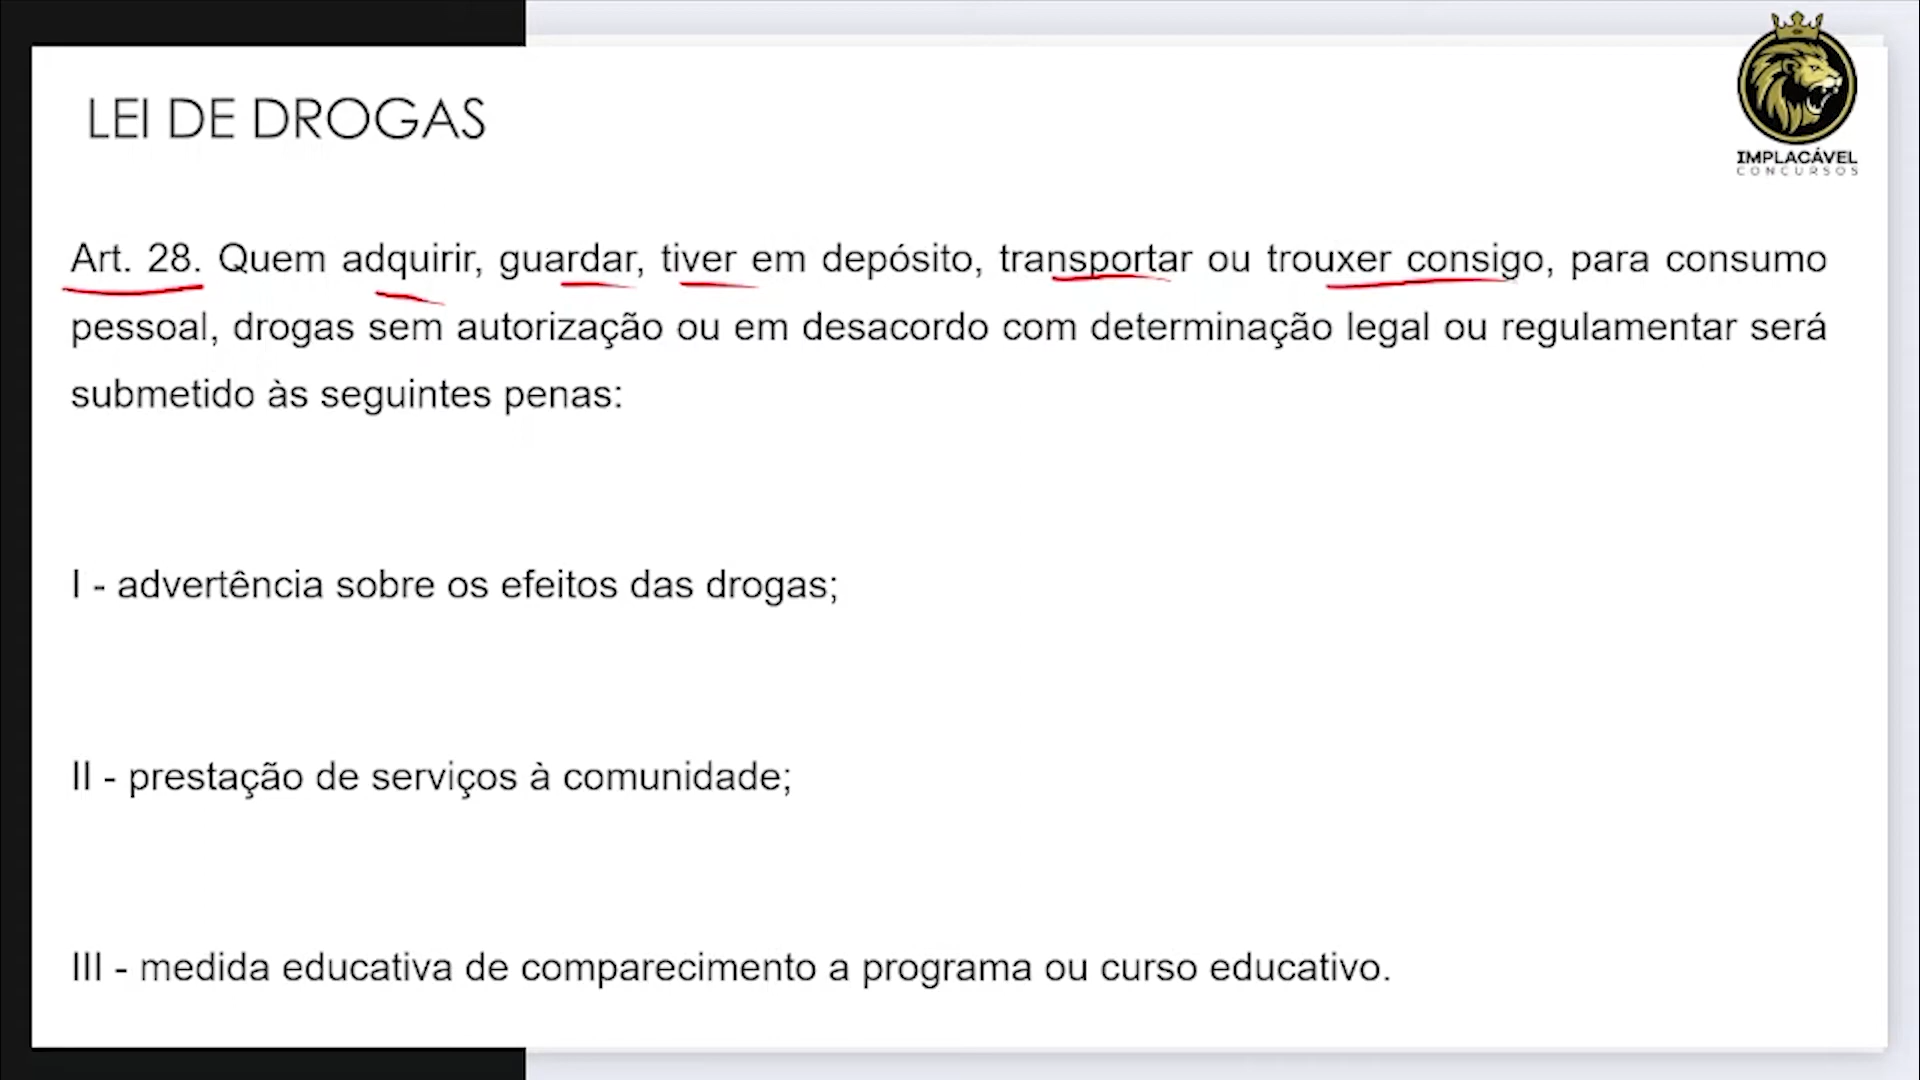 LEI DE DROGAS
IMPLACÁVEL
CONCURSOS
Art. 28. Quem adquirir, guardar, tiver em depósito, transportar ou trouxer consigo, para consumo
pessoal, drogas sem autorização ou em desacordo com determinação legal ou regulamentar será
submetido às seguintes penas:
I - advertência sobre os efeitos das drogas;
II - prestação de serviços à comunidade;
III - medida educativa de comparecimento a programa ou curso educativo.